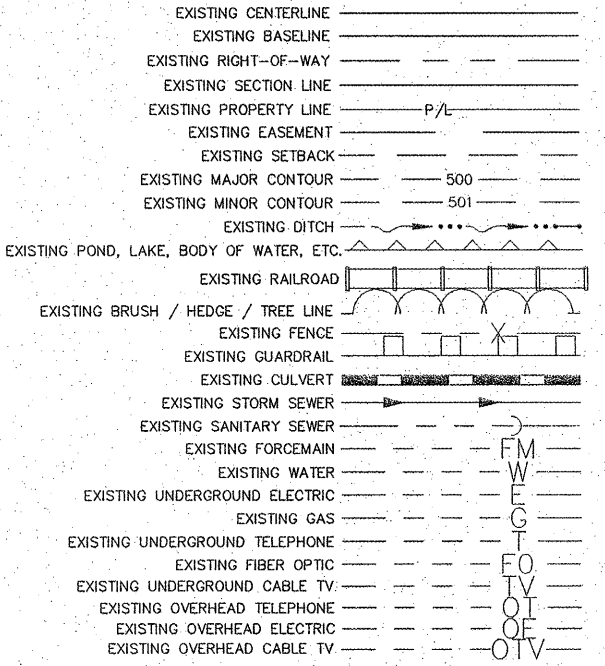 EXISTING CENTERLINE
EXISTING BASELINE
EXISTING RIGHT-OF-WAY
EXISTING SECTION LINE
EXISTING PROPERTY LINE P/L
EXISTING EASEMENT
EXISTING SETBACK
EXISTING MAJOR CONTOUR 500
EXISTING MINOR CONTOUR 501
EXISTING DITCH
EXISTING POND, LAKE, BODY OF WATER, ETC.
EXISTING RAILROAD
EXISTING BRUSH / HEDGE / TREE LINE
EXISTING FENCE X
EXISTING GUARDRAIL
EXISTING CULVERT
EXISTING STORM SEWER
EXISTING SANITARY SEWER
EXISTING FORCEMAIN FM
EXISTING WATER W
EXISTING UNDERGROUND ELECTRIC E
EXISTING GAS G
EXISTING UNDERGROUND TELEPHONE T
EXISTING FIBER OPTIC FO
EXISTING UNDERGROUND CABLE TV. TV
EXISTING OVERHEAD TELEPHONE OT
EXISTING OVERHEAD ELECTRIC OE
EXISTING OVERHEAD CABLE TV OTV